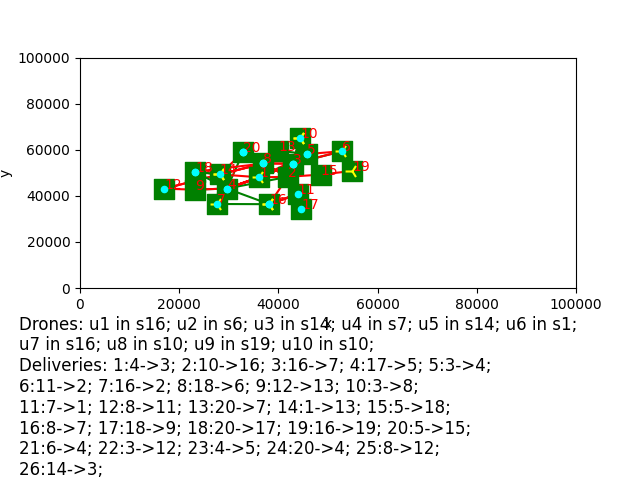 100000
80000
60000
40000
20000
0
y
0 20000 40000 60000 80000 100000
x
Drones: u1 in s16; u2 in s6; u3 in s14; u4 in s7; u5 in s14; u6 in s1;
u7 in s16; u8 in s10; u9 in s19; u10 in s10;
Deliveries: 1:4->3; 2:10->16; 3:16->7; 4:17->5; 5:3->4;
6:11->2; 7:16->2; 8:18->6; 9:12->13; 10:3->8;
11:7->1; 12:8->11; 13:20->7; 14:1->13; 15:5->18;
16:8->7; 17:18->9; 18:20->17; 19:16->19; 20:5->15;
21:6->4; 22:3->12; 23:4->5; 24:20->4; 25:8->12;
26:14->3;